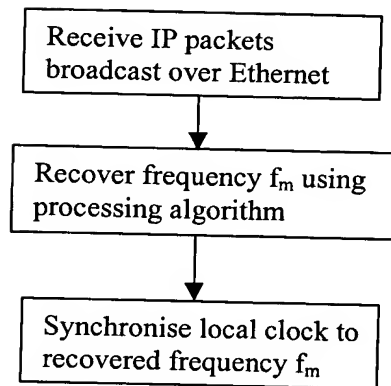 Receive IP packets
broadcast over Ethernet
Recover frequency fₘ using
processing algorithm
Synchronise local clock to
recovered frequency fₘ